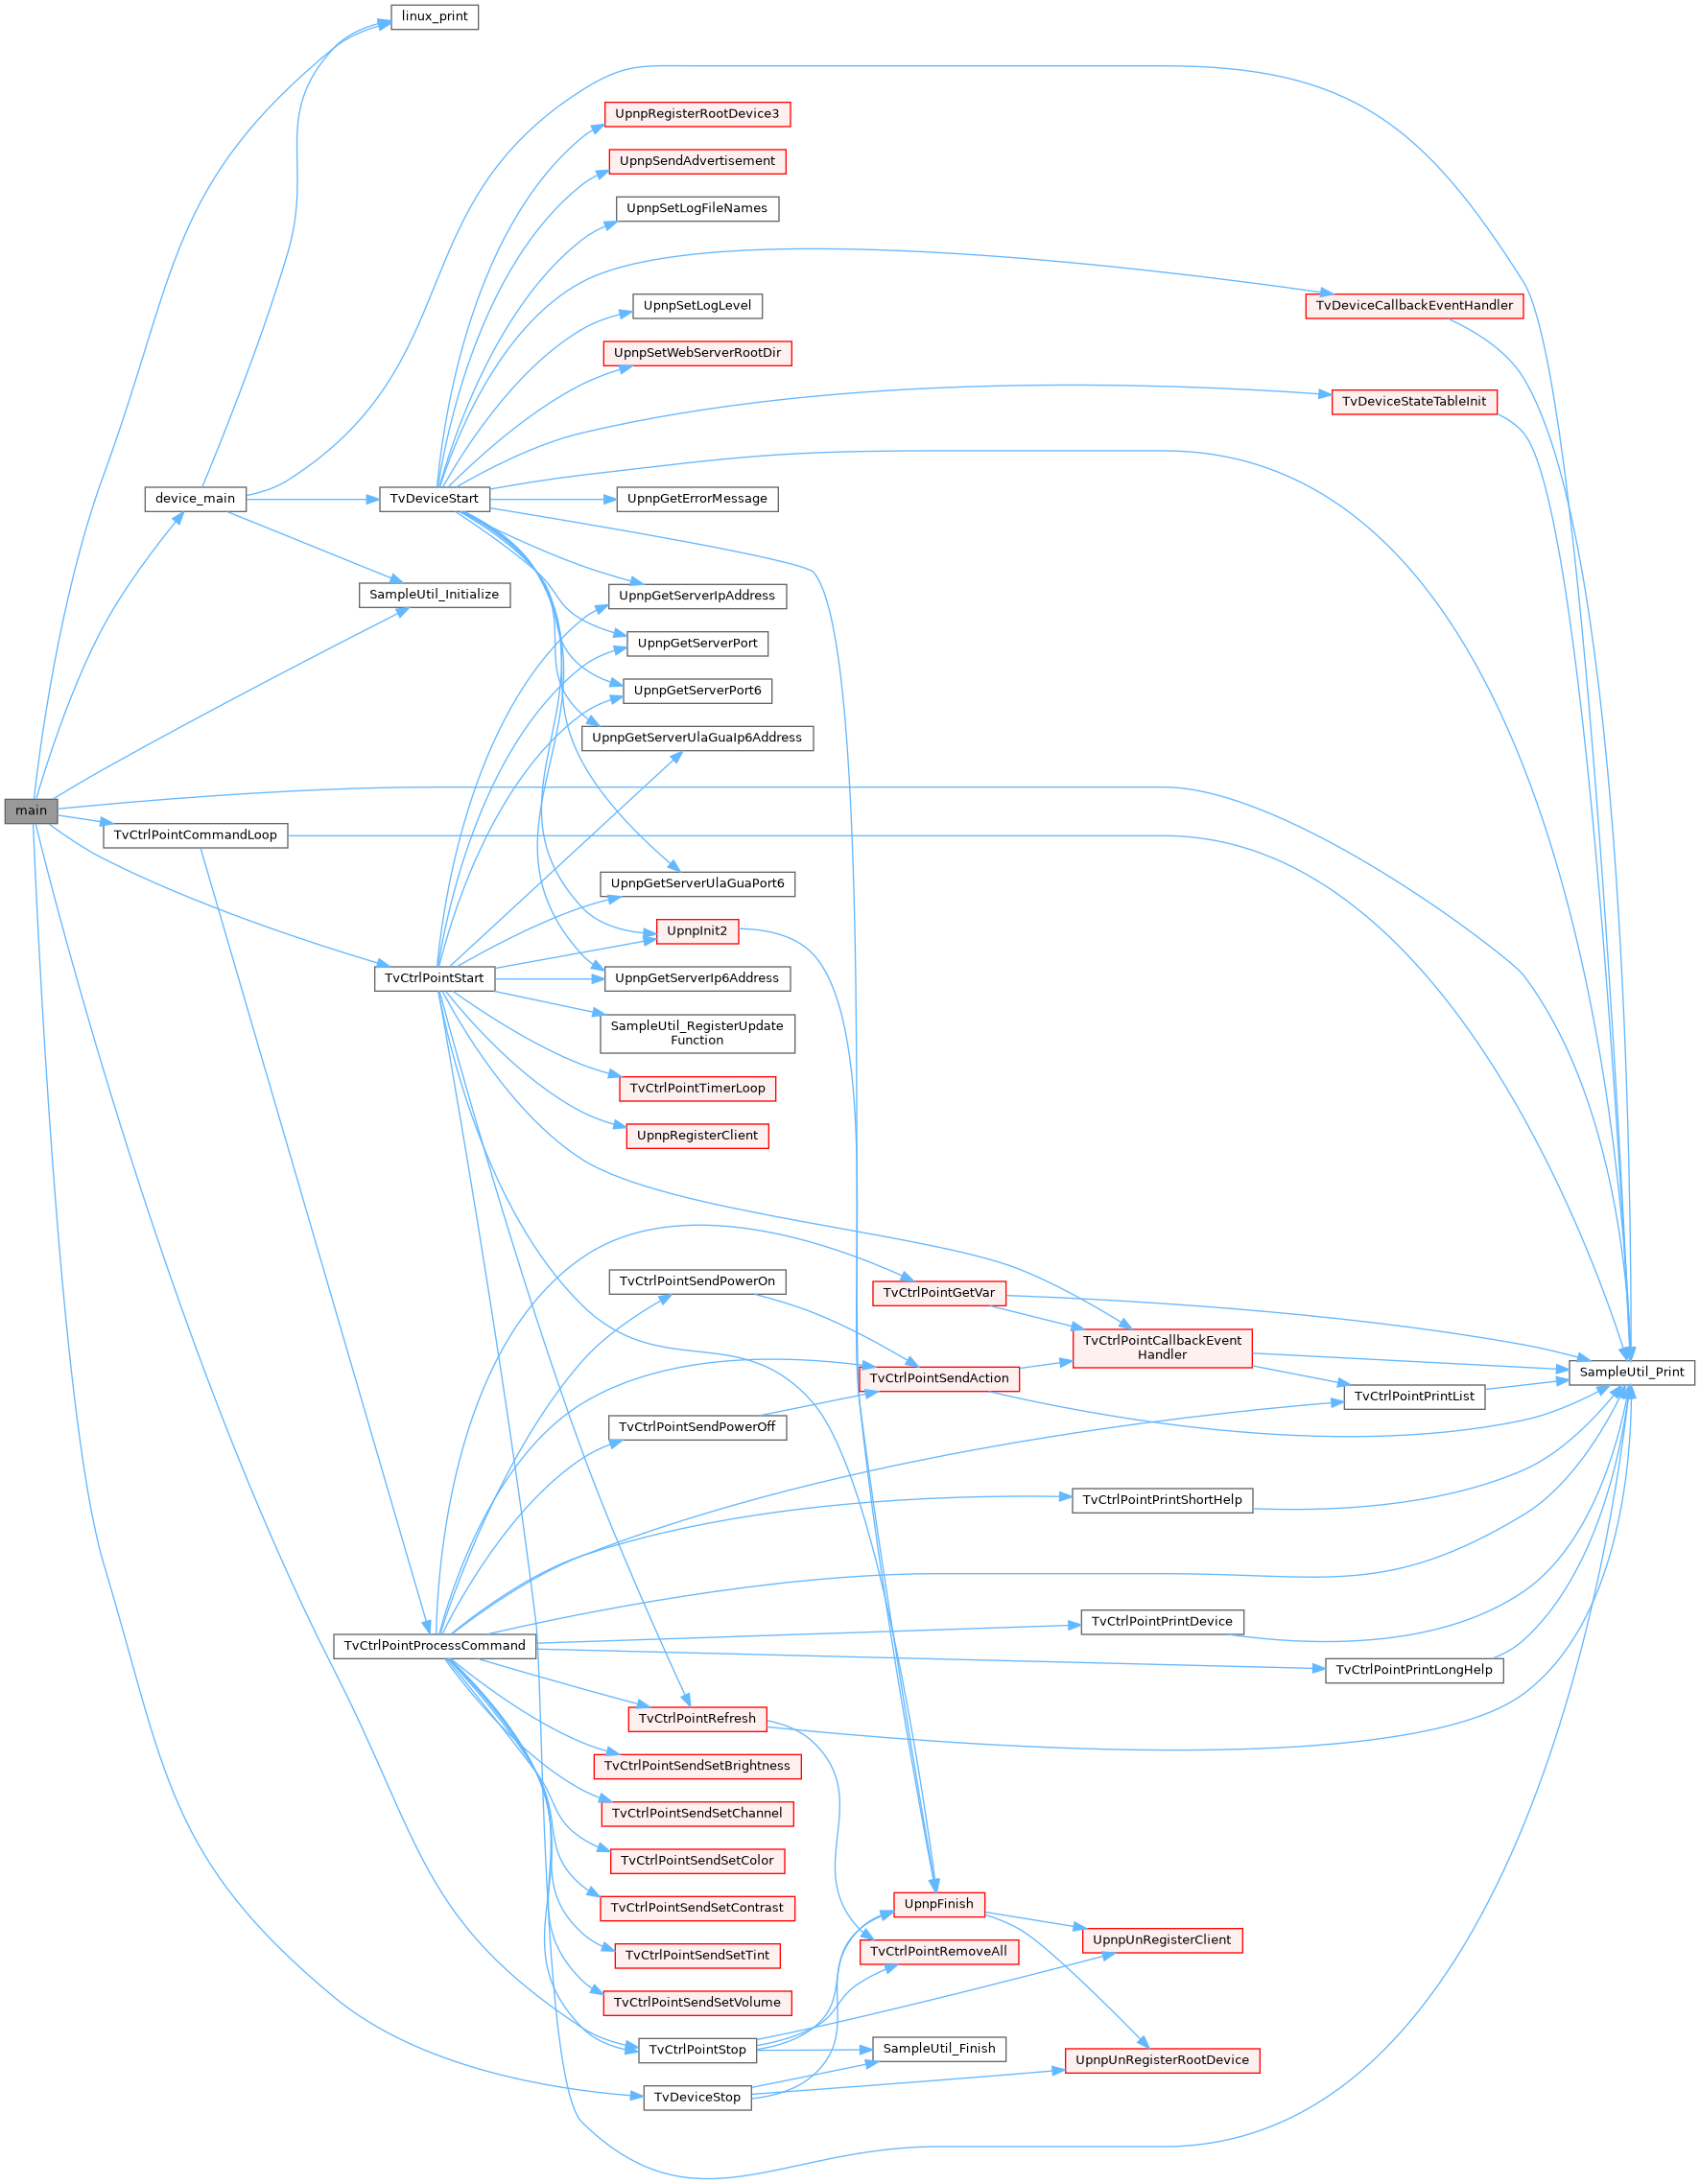 linux_print
UpnpRegisterRootDevice3
UpnpSendAdvertisement
UpnpSetLogFileNames
UpnpSetLogLevel
TvDeviceCallbackEventHandler
UpnpSetWebServerRootDir
TvDeviceStateTableInit
device_main
TvDeviceStart
UpnpGetErrorMessage
SampleUtil_Initialize
UpnpGetServerIpAddress
UpnpGetServerPort
UpnpGetServerPort6
UpnpGetServerUlaGuaIp6Address
main
TvCtrlPointCommandLoop
UpnpGetServerUlaGuaPort6
UpnpInit2
TvCtrlPointStart
UpnpGetServerIp6Address
SampleUtil_RegisterUpdate
Function
TvCtrlPointTimerLoop
UpnpRegisterClient
TvCtrlPointSendPowerOn
TvCtrlPointGetVar
TvCtrlPointCallbackEvent
Handler
TvCtrlPointSendAction
SampleUtil_Print
TvCtrlPointPrintList
TvCtrlPointSendPowerOff
TvCtrlPointPrintShortHelp
TvCtrlPointPrintDevice
TvCtrlPointProcessCommand
TvCtrlPointPrintLongHelp
TvCtrlPointRefresh
TvCtrlPointSendSetBrightness
TvCtrlPointSendSetChannel
TvCtrlPointSendSetColor
TvCtrlPointSendSetContrast
UpnpFinish
UpnpUnRegisterClient
TvCtrlPointSendSetTint
TvCtrlPointRemoveAll
TvCtrlPointSendSetVolume
TvCtrlPointStop
SampleUtil_Finish
UpnpUnRegisterRootDevice
TvDeviceStop